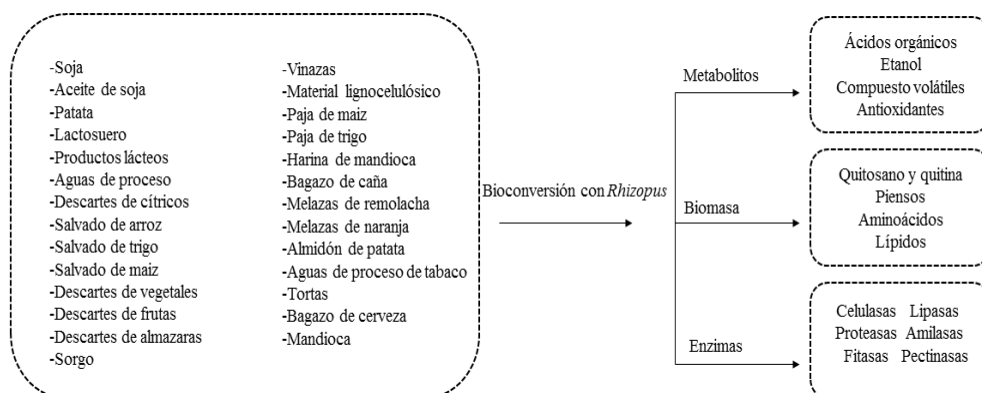 -Soja
-Aceite de soja
-Patata
-Lactosuero
-Productos lácteos
-Aguas de proceso
-Descartes de cítricos
-Salvado de arroz
-Salvado de trigo
-Salvado de maiz
-Descartes de vegetales
-Descartes de frutas
-Descartes de almazaras
-Sorgo
-Vinazas
-Material lignocelulósico
-Paja de maiz
-Paja de trigo
-Harina de mandioca
-Bagazo de caña
-Melazas de remolacha
-Melazas de naranja
-Almidón de patata
-Aguas de proceso de tabaco
-Tortas
-Bagazo de cerveza
-Mandioca
Bioconversión con Rhizopus
Metabolitos
Ácidos orgánicos
Etanol
Compuesto volátiles
Antioxidantes
Biomasa
Quitosano y quitina
Piensos
Aminoácidos
Lípidos
Enzimas
Celulasas Lipasas
Proteasas Amilasas
Fitasas Pectinasas